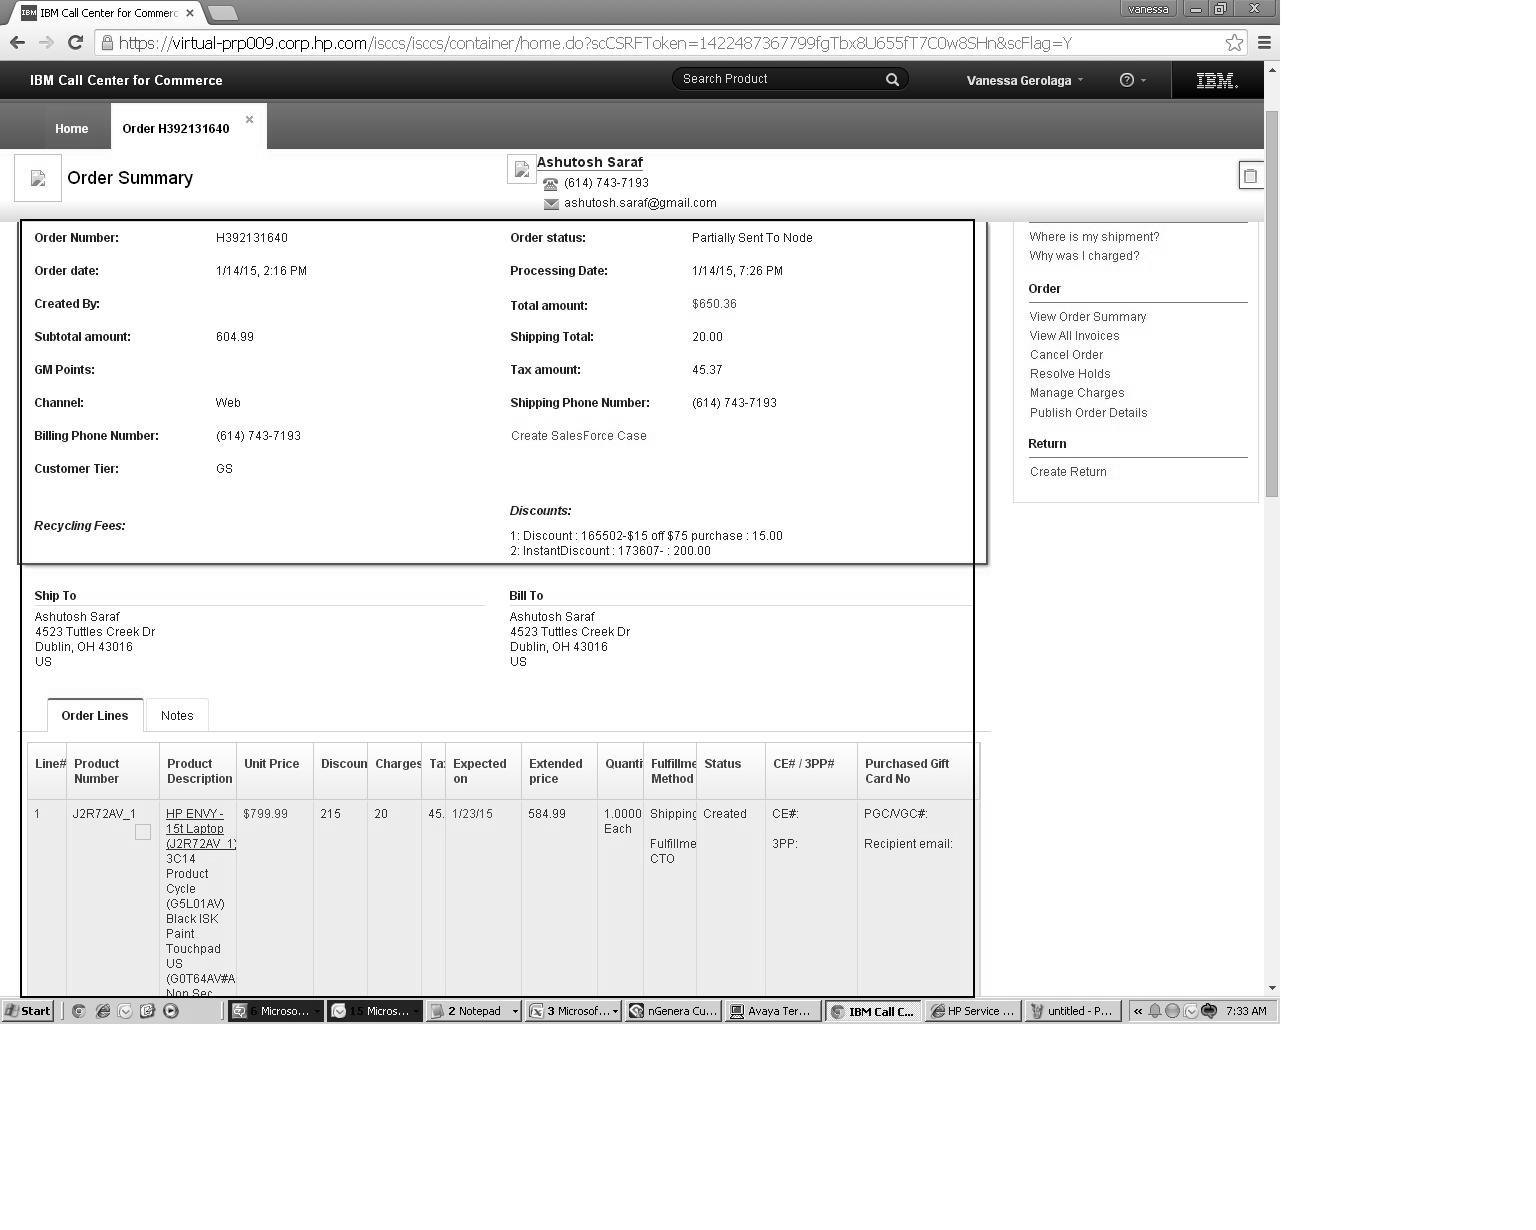 IBM IBM Call Center for Commerc
vanessa
https://virtual-prp009.corp.hp.com/isccs/isccs/container/home.do?scCSRFToken=1422487367799fgTbx8U655fT7C0w8SHn&scFlag=Y
IBM Call Center for Commerce
Search Product
Vanessa Gerolaga
IBM.
Home
Order H392131640
Order Summary
Ashutosh Saraf
(614) 743-7193
ashutosh.saraf@gmail.com
Order Number: H392131640 Order status: Partially Sent To Node
Order date: 1/14/15, 2:16 PM Processing Date: 1/14/15, 7:26 PM
Created By: Total amount: $650.36
Subtotal amount: 604.99 Shipping Total: 20.00
GM Points: Tax amount: 45.37
Channel: Web Shipping Phone Number: (614) 743-7193
Billing Phone Number: (614) 743-7193 Create SalesForce Case
Customer Tier: GS
Recycling Fees:
Discounts:
1: Discount : 165502-$15 off $75 purchase : 15.00
2: InstantDiscount : 173607- : 200.00
Where is my shipment?
Why was I charged?
Order
View Order Summary
View All Invoices
Cancel Order
Resolve Holds
Manage Charges
Publish Order Details
Return
Create Return
Ship To
Ashutosh Saraf
4523 Tuttles Creek Dr
Dublin, OH 43016
US
Bill To
Ashutosh Saraf
4523 Tuttles Creek Dr
Dublin, OH 43016
US
Order Lines
Notes
Line#
Product
Number
Product
Description
Unit Price
Discoun
Charges
Ta
Expected
on
Extended
price
Quanti
Fulfillme
Method
Status
CE# / 3PP#
Purchased Gift
Card No
1
J2R72AV_1
HP ENVY -
15t Laptop
(J2R72AV_1)
3C14
Product
Cycle
(G5L01AV)
Black ISK
Paint
Touchpad
US
(G0T64AV#A
Non Sec
$799.99
215
20
45.
1/23/15
584.99
1.0000
Each
Shipping
Fulfillme
CTO
Created
CE#:
3PP:
PGC/VGC#:
Recipient email:
Start
6 Microso...
15 Micros...
2 Notepad
3 Microsof...
nGenera Cu...
Avaya Ter...
IBM Call C...
HP Service ...
untitled - P...
«
7:33 AM